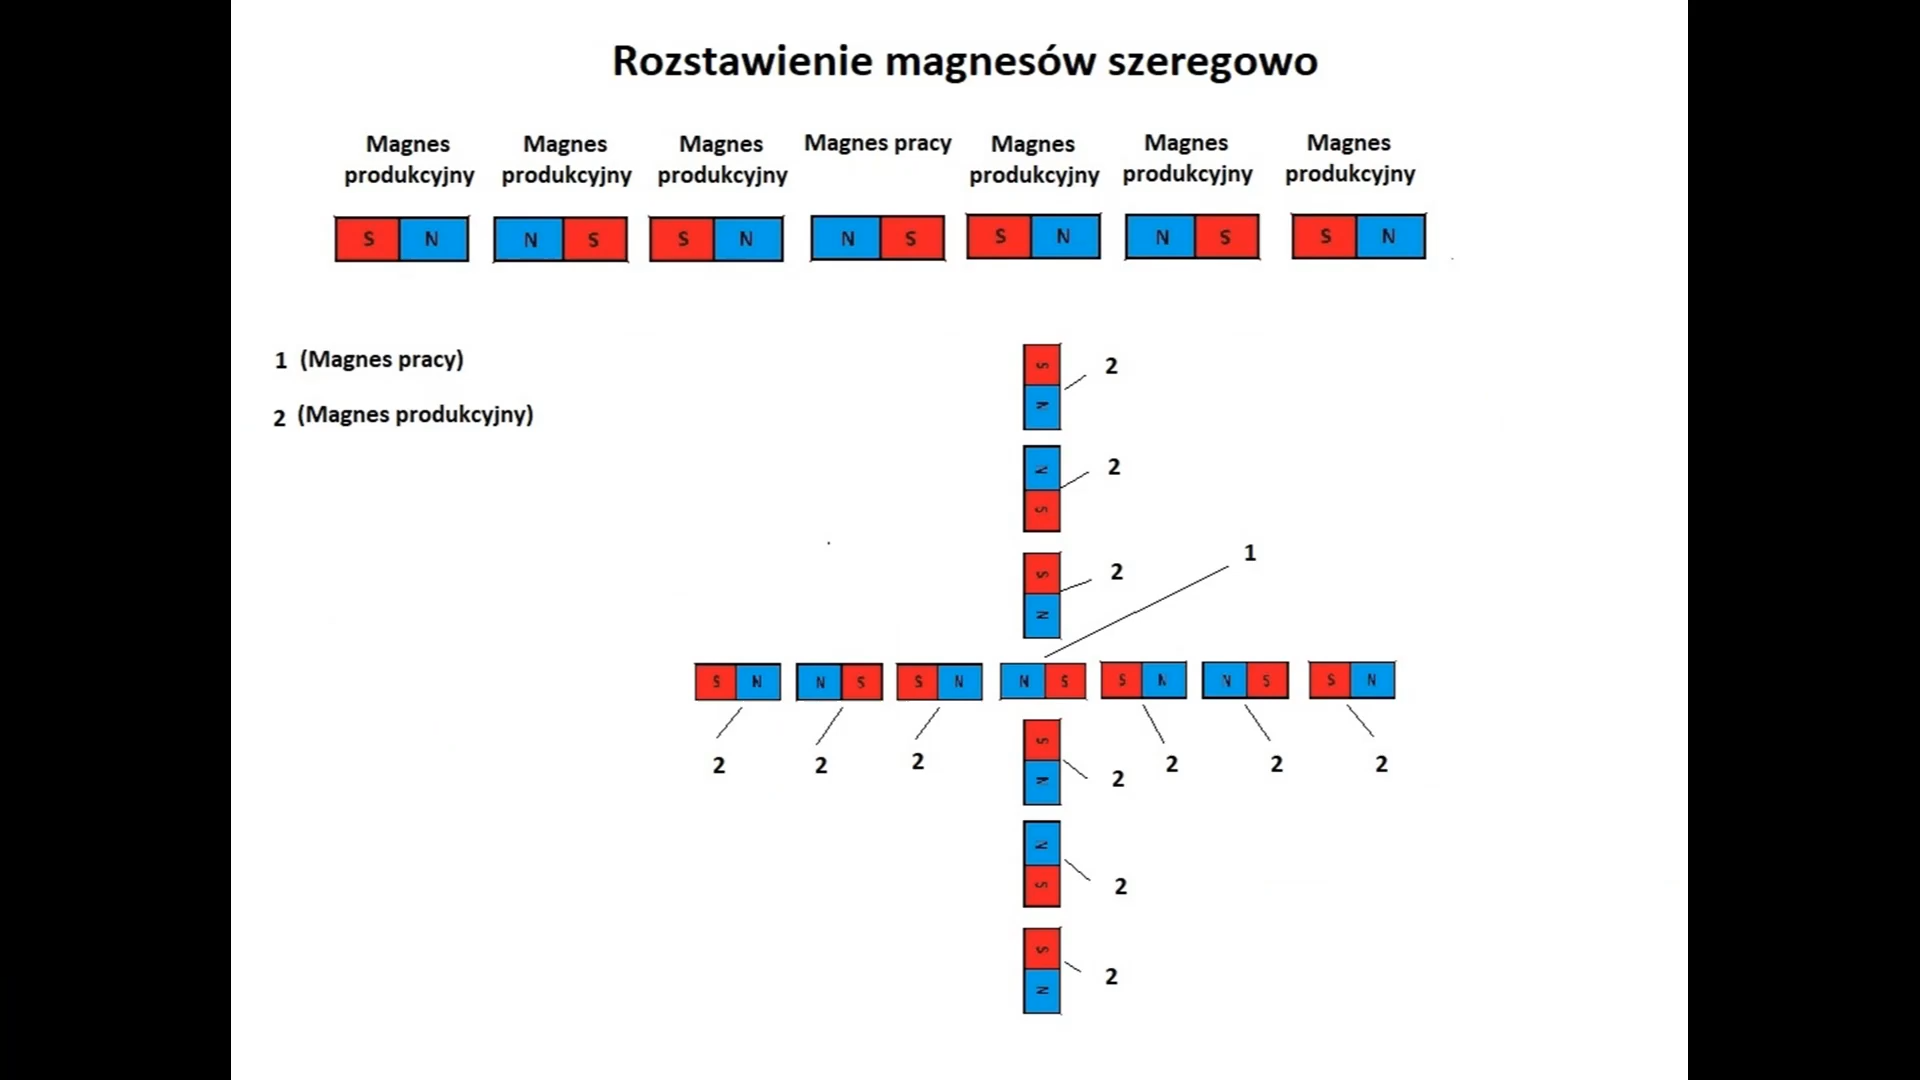 Rozstawienie magnesów szeregowo
Magnes produkcyjny
Magnes produkcyjny
Magnes produkcyjny
Magnes pracy
Magnes produkcyjny
Magnes produkcyjny
Magnes produkcyjny
S N N S S N N S S N N S S N
1 (Magnes pracy)
2 (Magnes produkcyjny)
S 2
N
N 2
S
1
S 2
N
S N N S S N N S S N N S S N
S
2 2 2 2 2 2 2
N
N
S 2
S 2
N